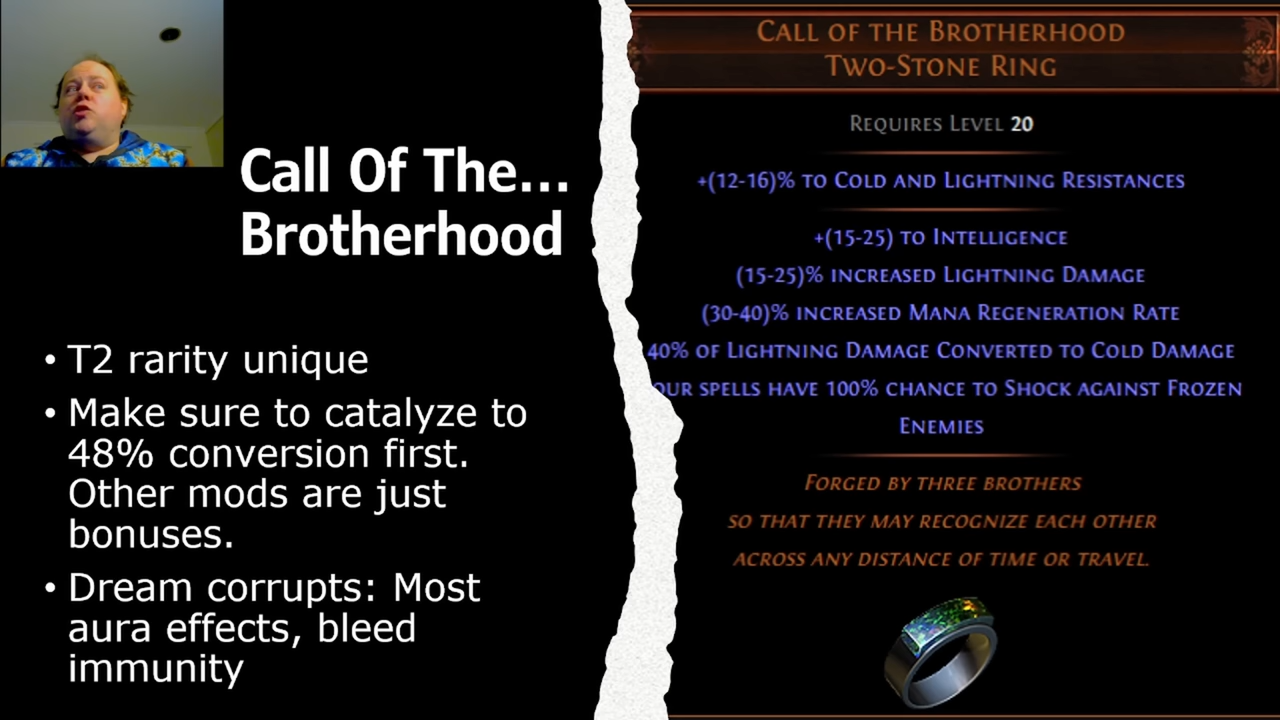 Call Of The...
Brotherhood
• T2 rarity unique
• Make sure to catalyze to
48% conversion first.
Other mods are just
bonuses.
• Dream corrupts: Most
aura effects, bleed
immunity
Call of the Brotherhood
Two-Stone Ring
Requires Level 20
+(12-16)% to Cold and Lightning Resistances
+(15-25) to Intelligence
(15-25)% increased Lightning Damage
(30-40)% increased Mana Regeneration Rate
40% of Lightning Damage Converted to Cold Damage
our spells have 100% chance to Shock against Frozen
Enemies
Forged by three brothers
so that they may recognize each other
across any distance of time or travel.